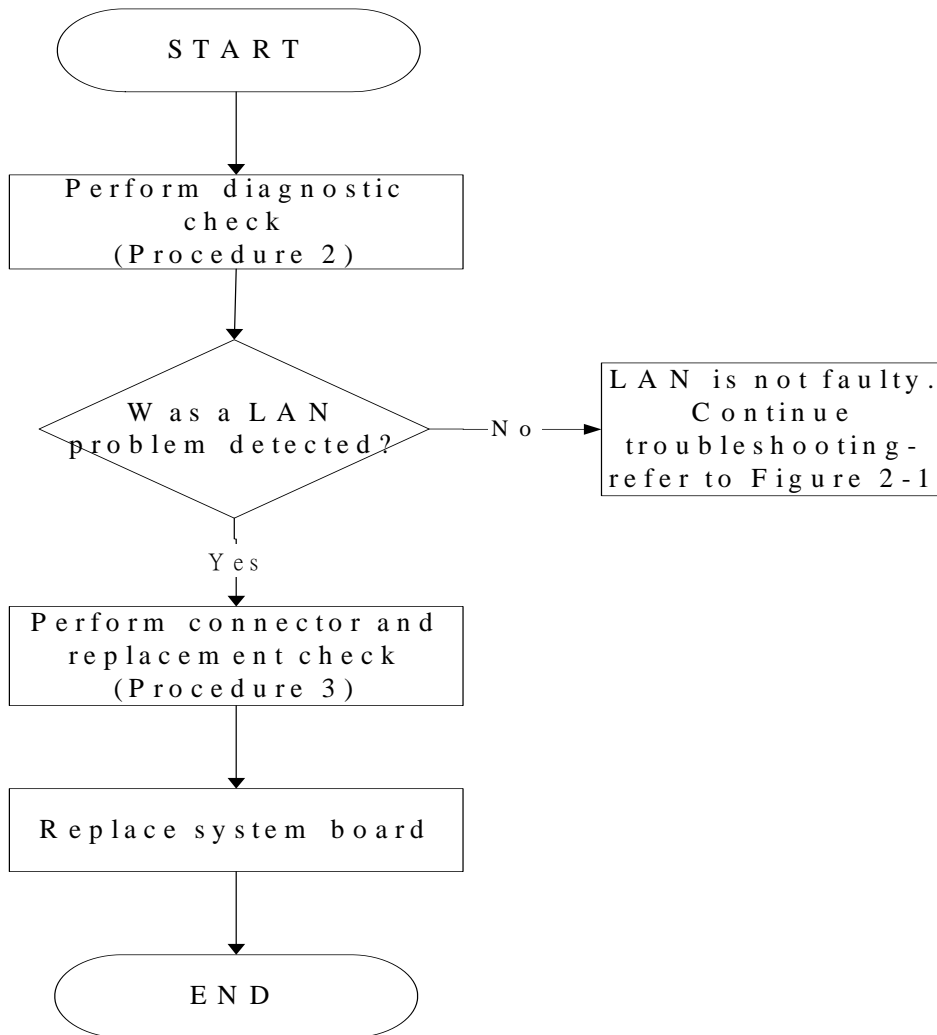 START
Perform diagnostic
check
(Procedure 2)
Was a LAN
problem detected?
No
LAN is not faulty.
Continue
troubleshooting-
refer to Figure 2-1
Yes
Perform connector and
replacement check
(Procedure 3)
Replace system board
END